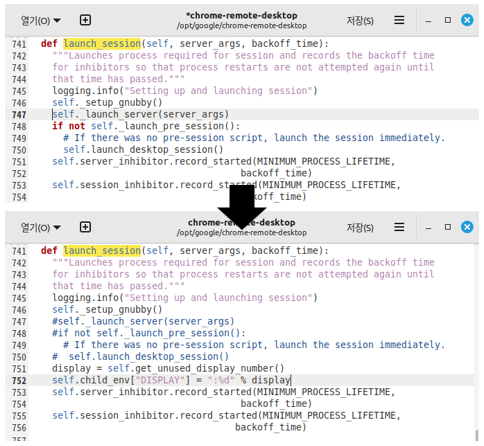 열기(O) *chrome-remote-desktop 저장(S)
/opt/google/chrome-remote-desktop
741 def launch_session(self, server_args, backoff_time):
742 """Launches process required for session and records the backoff time
743 for inhibitors so that process restarts are not attempted again until
744 that time has passed."""
745 logging.info("Setting up and launching session")
746 self._setup_gnubby()
747 self._launch_server(server_args)
748 if not self._launch_pre_session():
749 # If there was no pre-session script, launch the session immediately.
750 self.launch_desktop_session()
751 self.server_inhibitor.record_started(MINIMUM_PROCESS_LIFETIME,
752 backoff_time)
753 self.session_inhibitor.record_started(MINIMUM_PROCESS_LIFETIME,
754
열기(O) chrome-remote-desktop 저장(S)
/opt/google/chrome-remote-desktop
741 def launch_session(self, server_args, backoff_time):
742 """Launches process required for session and records the backoff time
743 for inhibitors so that process restarts are not attempted again until
744 that time has passed."""
745 logging.info("Setting up and launching session")
746 self._setup_gnubby()
747 #self._launch_server(server_args)
748 #if not self._launch_pre_session():
749 # If there was no pre-session script, launch the session immediately.
750 # self.launch_desktop_session()
751 display = self.get_unused_display_number()
752 self.child_env["DISPLAY"] = ":%d" % display
753 self.server_inhibitor.record_started(MINIMUM_PROCESS_LIFETIME,
754 backoff_time)
755 self.session_inhibitor.record_started(MINIMUM_PROCESS_LIFETIME,
756 backoff_time)
757